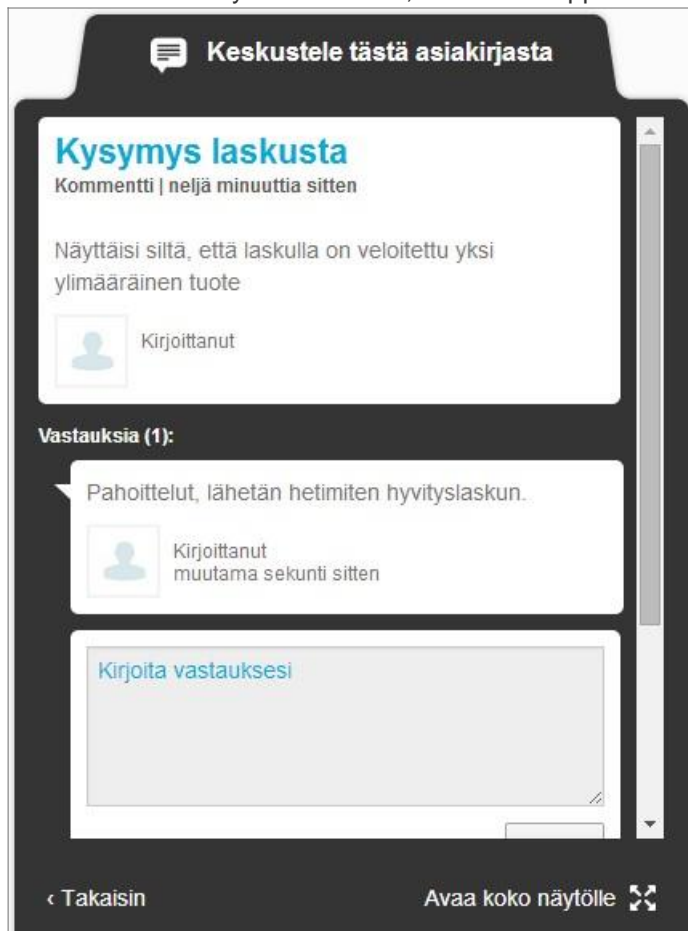 Keskustele tästä asiakirjasta
Kysymys laskusta
Kommentti | neljä minuuttia sitten
Näyttäisi siltä, että laskulla on veloitettu yksi
ylimääräinen tuote
Kirjoittanut
Vastauksia (1):
Pahoittelut, lähetän hetimiten hyvityslaskun.
Kirjoittanut
muutama sekunti sitten
Kirjoita vastauksesi
‹ Takaisin
Avaa koko näytölle